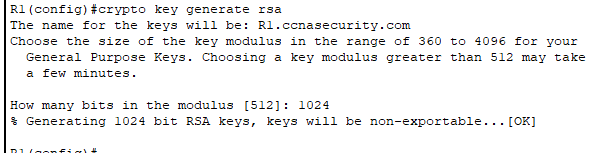 R1(config)#crypto key generate rsa
The name for the keys will be: R1.ccnasecurity.com
Choose the size of the key modulus in the range of 360 to 4096 for your
General Purpose Keys. Choosing a key modulus greater than 512 may take
a few minutes.
How many bits in the modulus [512]: 1024
% Generating 1024 bit RSA keys, keys will be non-exportable...[OK]
R1(config)#